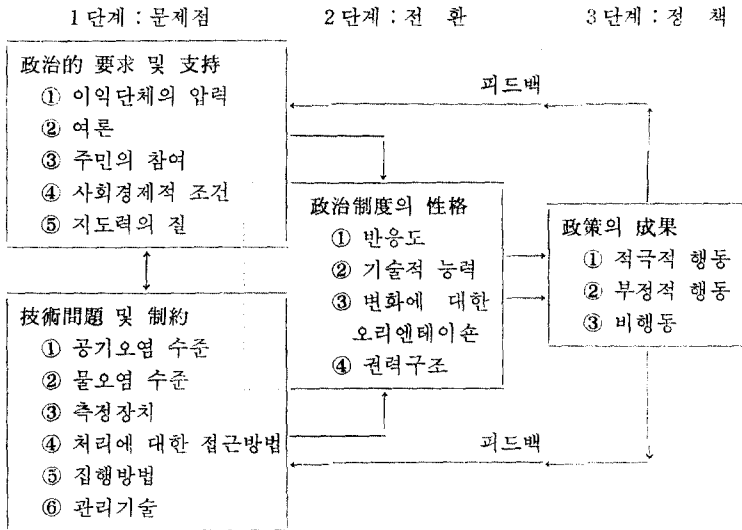 1단계 : 문제점
2단계 : 전 환
3단계 : 정 책
政治的 要求 및 支持
① 이익단체의 압력
② 여론
③ 주민의 참여
④ 사회경제적 조건
⑤ 지도력의 질
技術問題 및 制約
① 공기오염 수준
② 물오염 수준
③ 측정장치
④ 처리에 대한 접근방법
⑤ 집행방법
⑥ 관리기술
政治制度의 性格
① 반응도
② 기술적 능력
③ 변화에 대한
오리엔테이숀
④ 권력구조
피드백
政策의 成果
① 적극적 행동
② 부정적 행동
③ 비행동
피드백